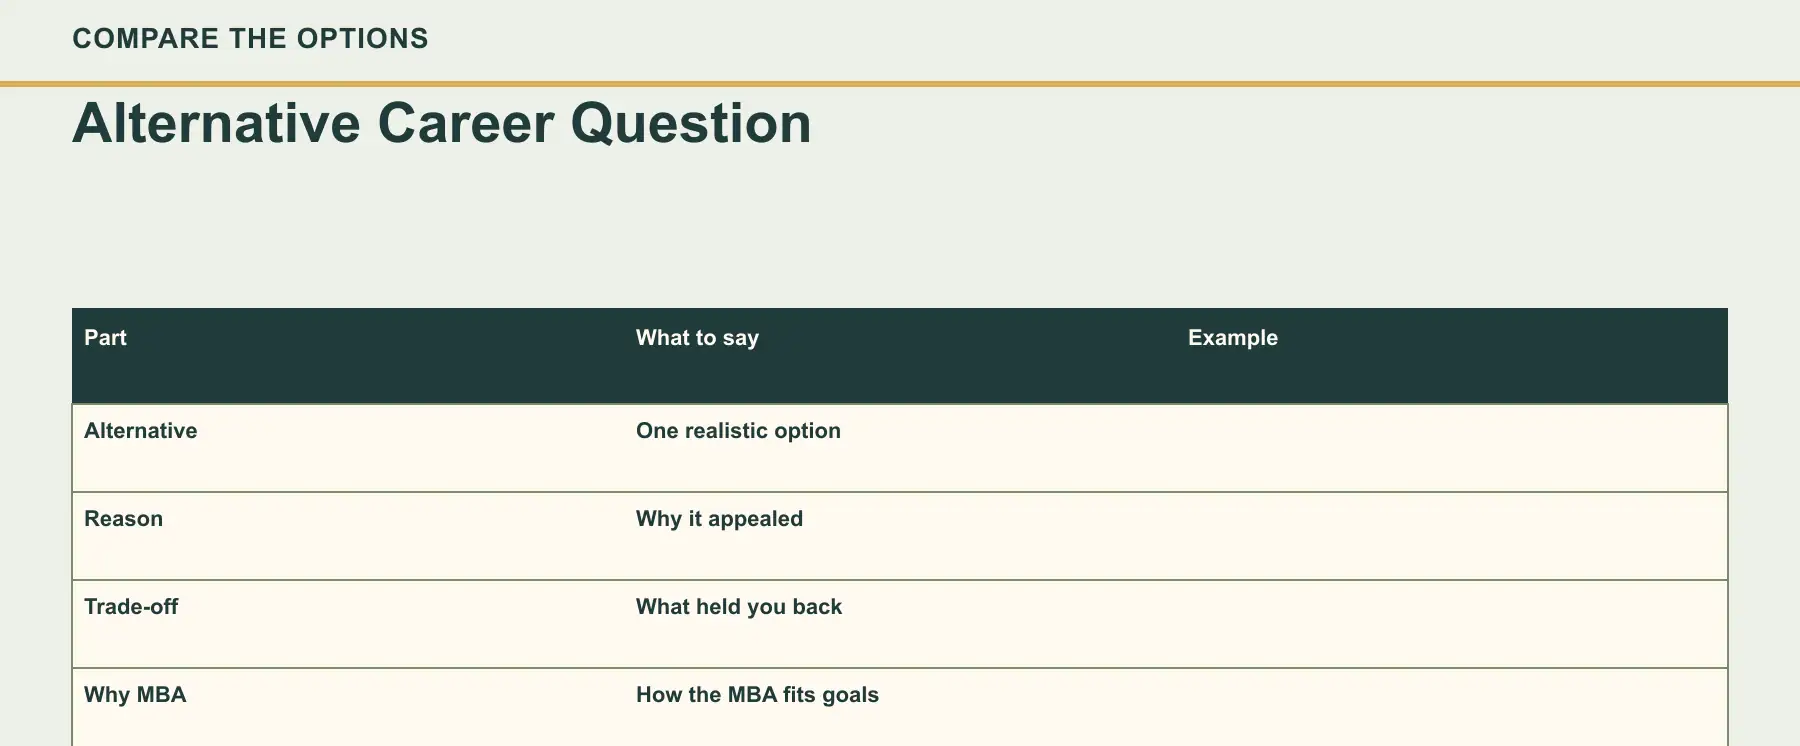 COMPARE THE OPTIONS
Alternative Career Question
Part What to say Example
Alternative One realistic option
Reason Why it appealed
Trade-off What held you back
Why MBA How the MBA fits goals